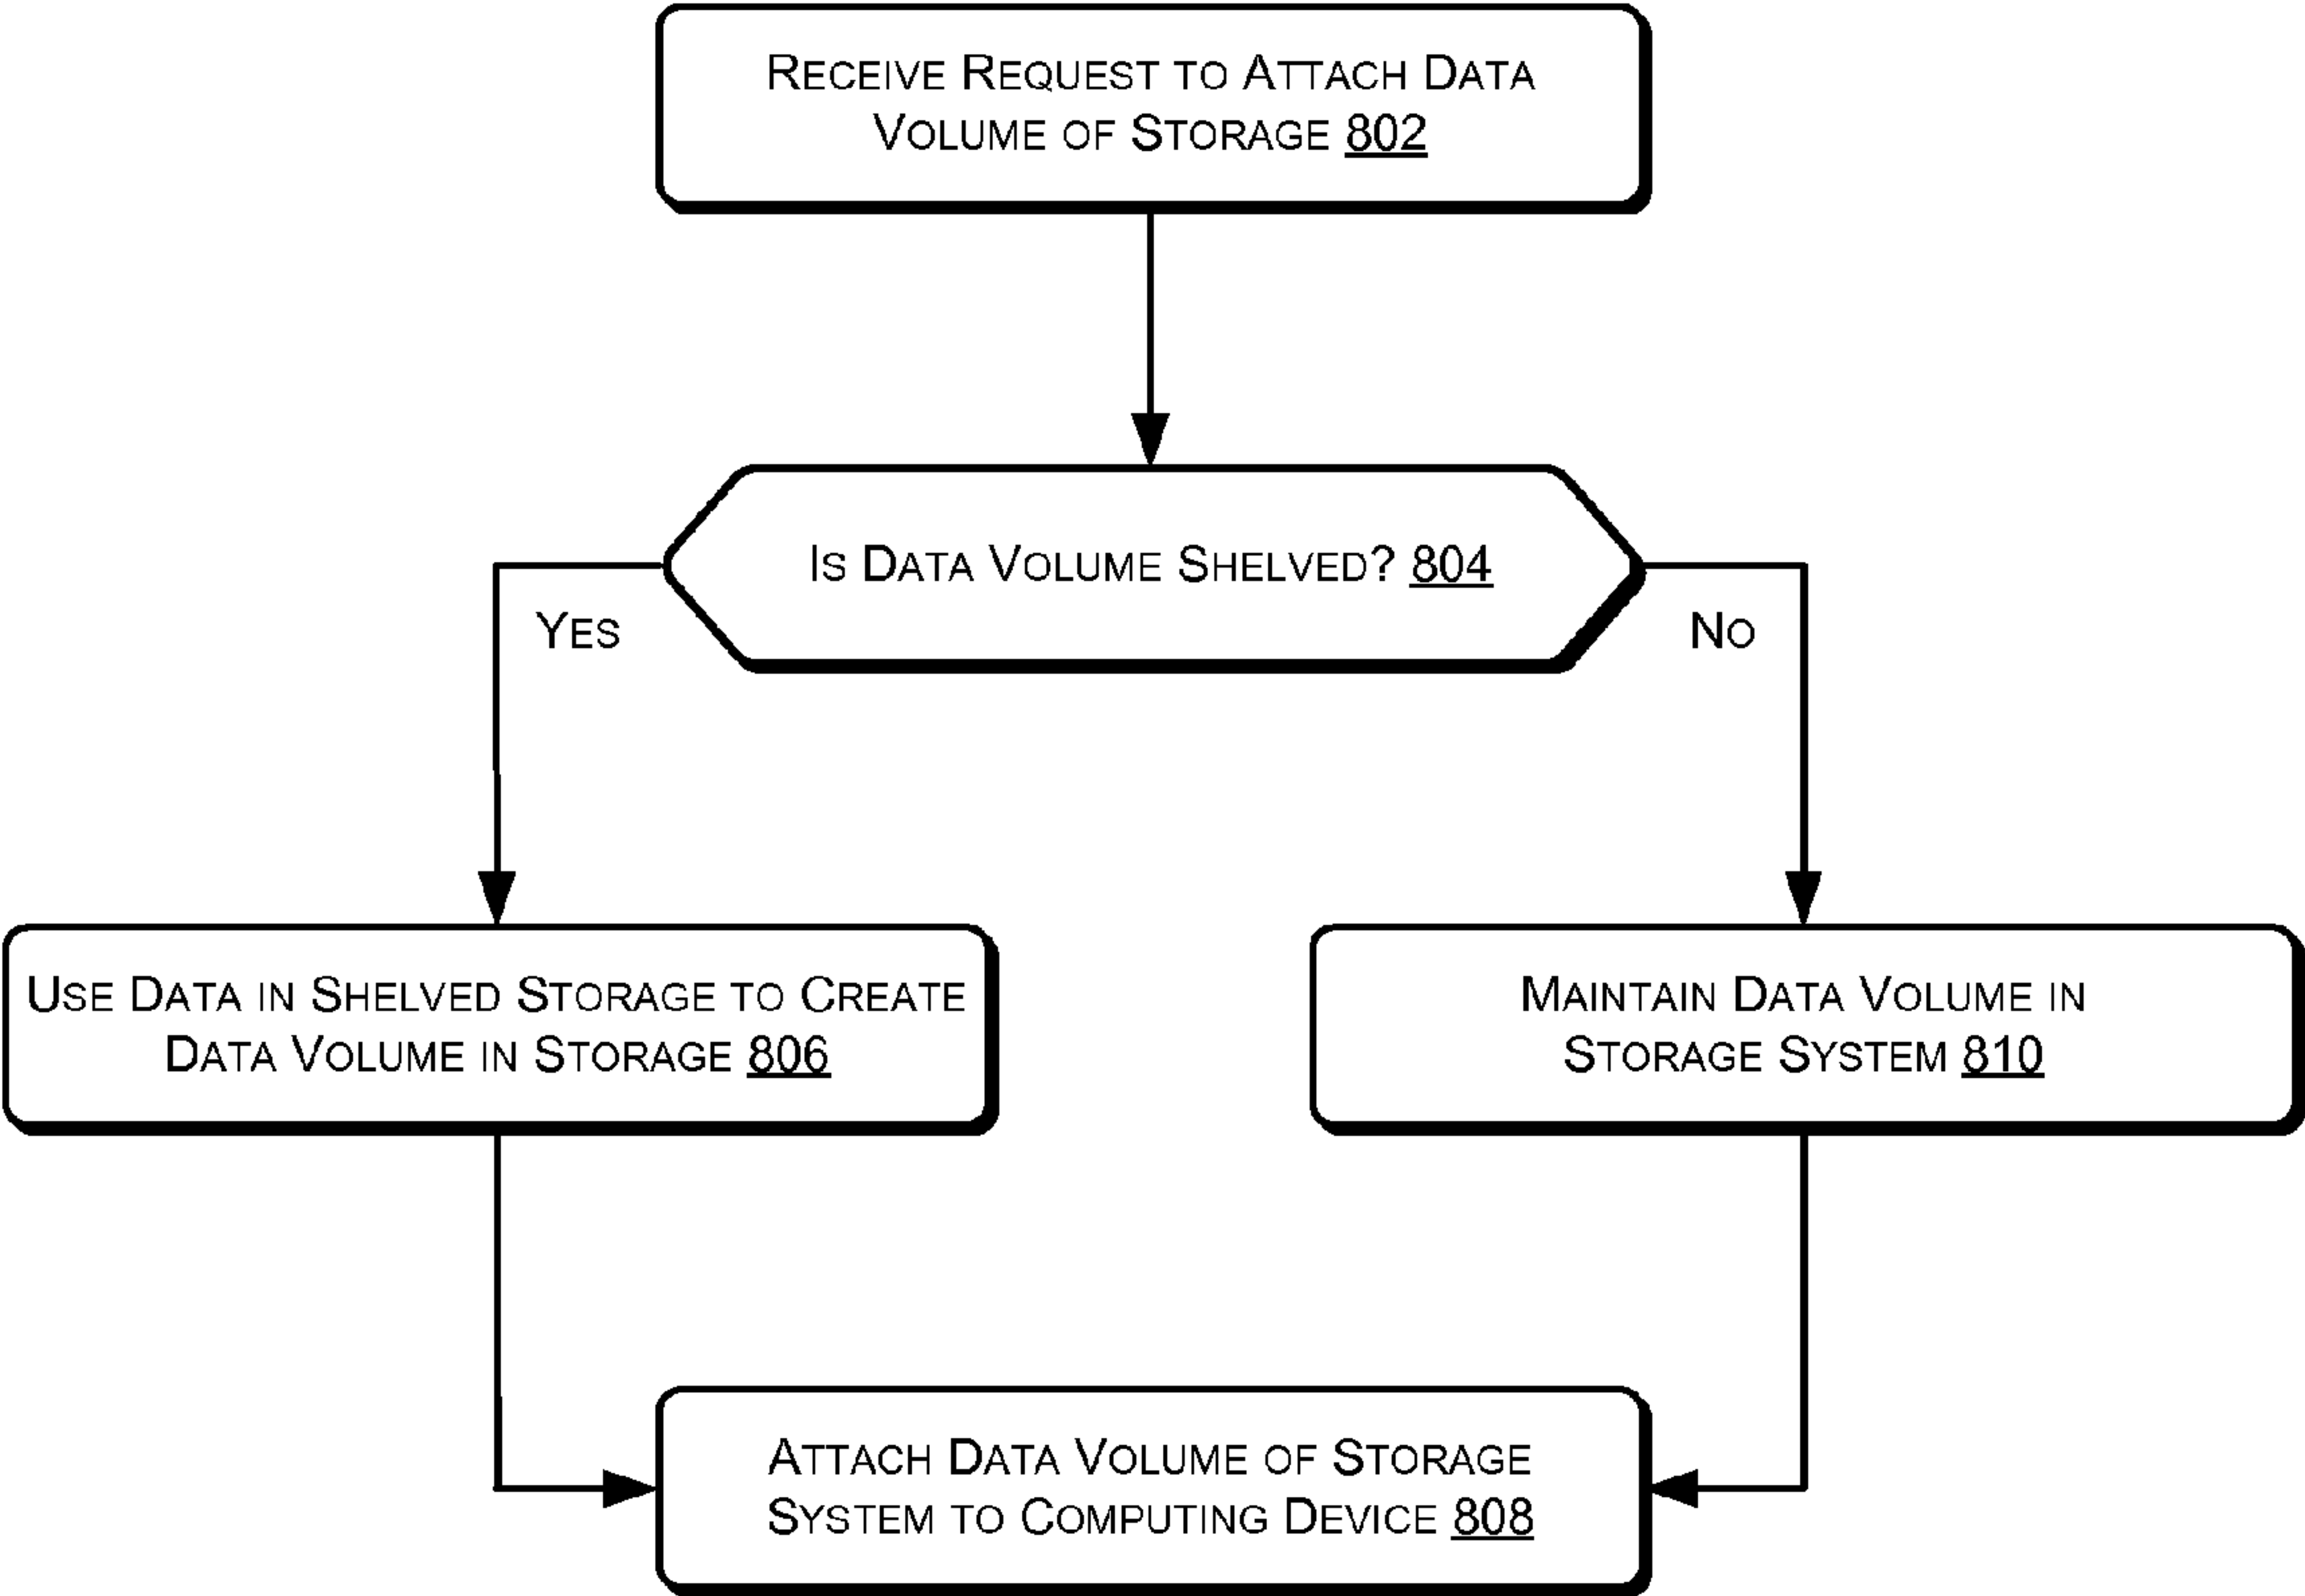 Receive Request to Attach Data
Volume of Storage 802
Is Data Volume Shelved? 804
Yes
No
Use Data in Shelved Storage to Create
Data Volume in Storage 806
Maintain Data Volume in
Storage System 810
Attach Data Volume of Storage
System to Computing Device 808